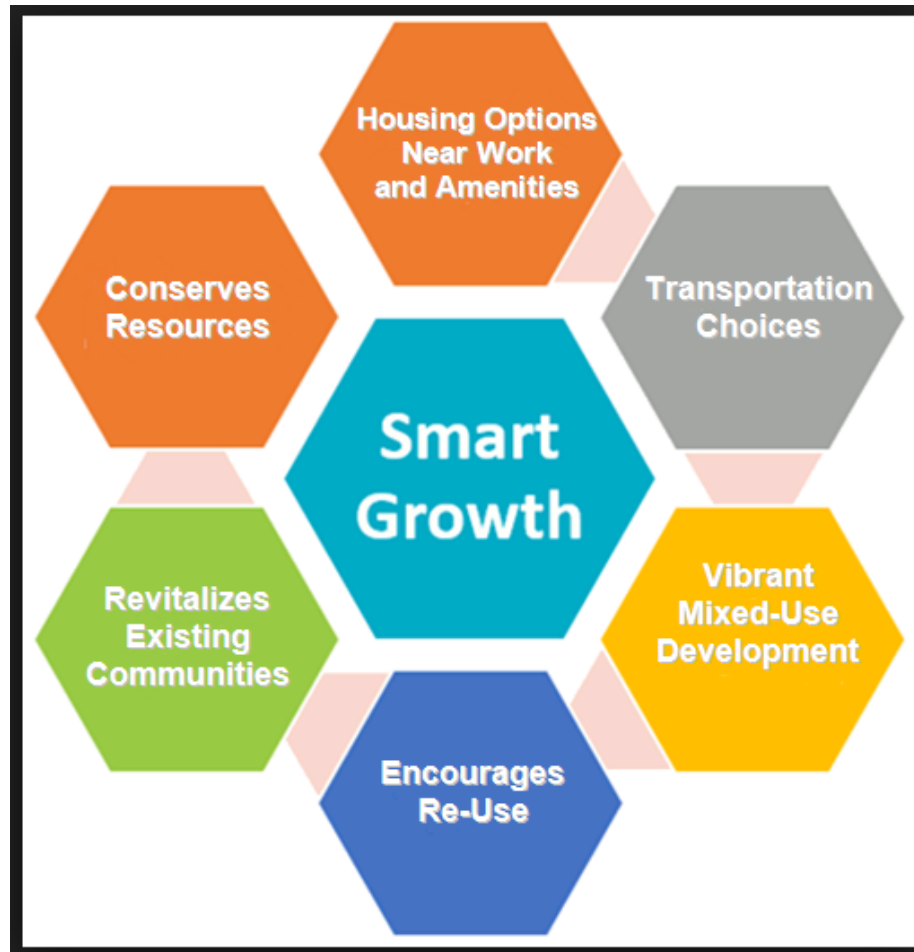 Housing Options
Near Work
and Amenities
Transportation
Choices
Vibrant
Mixed-Use
Development
Encourages
Re-Use
Revitalizes
Existing
Communities
Conserves
Resources
Smart
Growth